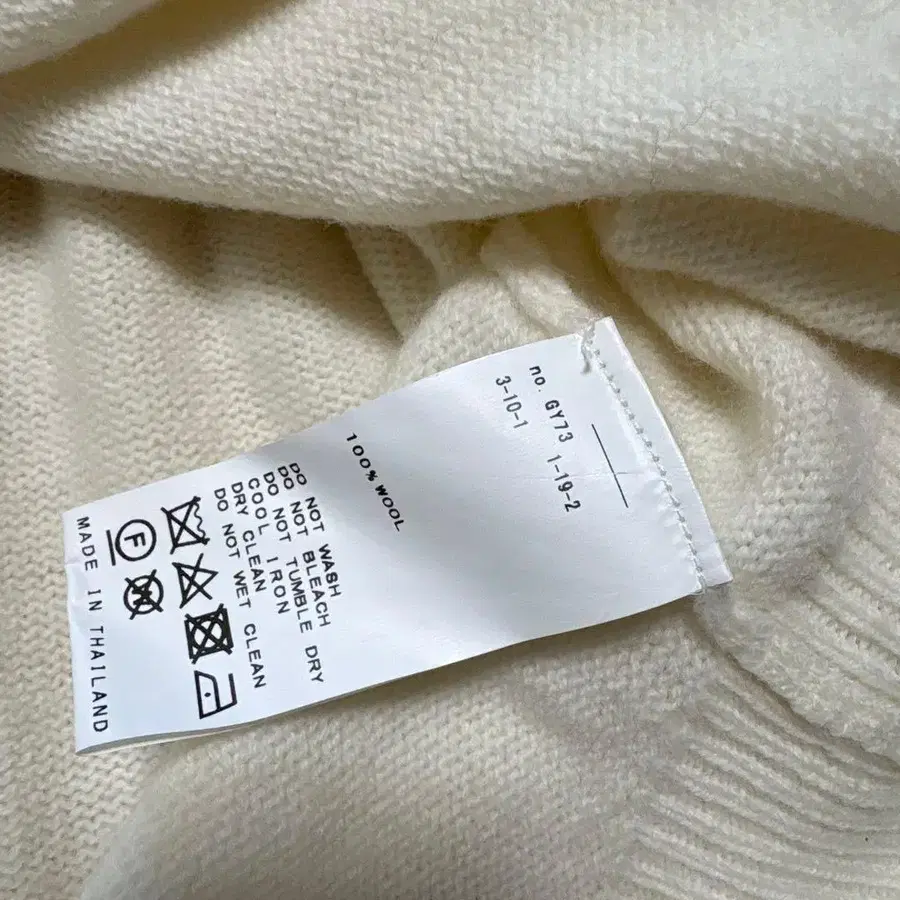 no. GY73 1-19-2
3-10-1
100% WOOL
DO NOT WASH
DO NOT BLEACH
DO NOT TUMBLE DRY
COOL IRON
DRY CLEAN
DO NOT WET CLEAN
F
W
MADE IN THAILAND